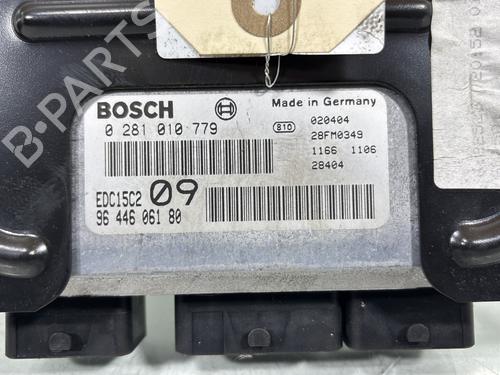 B-PARTS
BOSCH
Made in Germany
0 281 010 779
810
020404
28FM0349
1166 1106
28404
EDC15C2 09
96 446 061 80